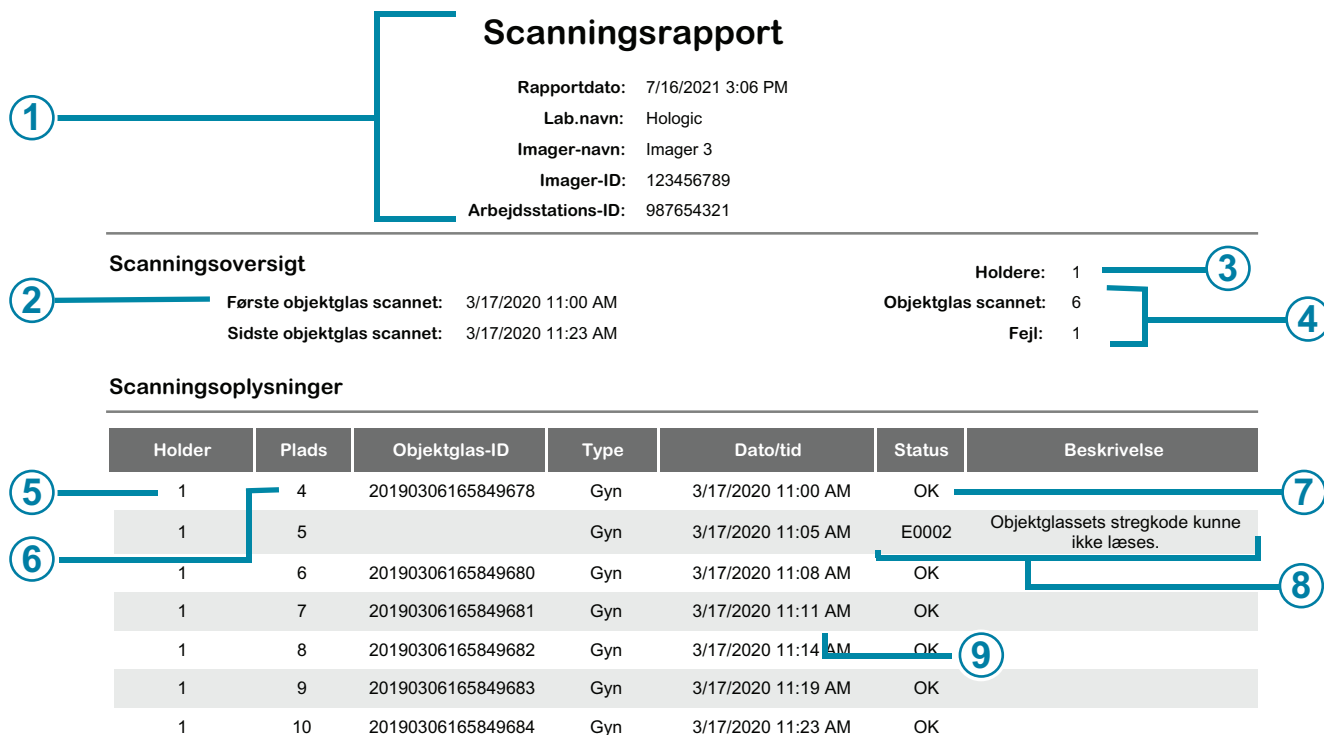 Scanningsrapport
Rapportdato: 7/16/2021 3:06 PM
1
Lab.navn: Hologic
Imager-navn: Imager 3
Imager-ID: 123456789
Arbejdsstations-ID: 987654321
Scanningsoversigt
Holdere: 1
3
2
Første objektglas scannet: 3/17/2020 11:00 AM
Objektglas scannet: 6
4
Sidste objektglas scannet: 3/17/2020 11:23 AM
Fejl: 1
Scanningsoplysninger
Holder Plads Objektglas-ID Type Dato/tid Status Beskrivelse
5
1 4 20190306165849678 Gyn 3/17/2020 11:00 AM OK
7
1 5 Gyn 3/17/2020 11:05 AM E0002 Objektglassets stregkode kunne
ikke læses.
6
1 6 20190306165849680 Gyn 3/17/2020 11:08 AM OK
8
1 7 20190306165849681 Gyn 3/17/2020 11:11 AM OK
1 8 20190306165849682 Gyn 3/17/2020 11:14 AM OK
9
1 9 20190306165849683 Gyn 3/17/2020 11:19 AM OK
1 10 20190306165849684 Gyn 3/17/2020 11:23 AM OK